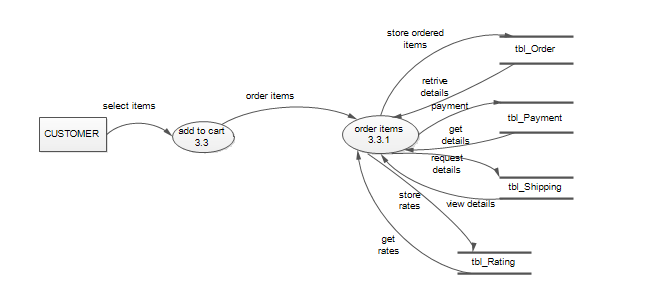 store ordered
items
tbl_Order
retrive
details
order items
payment
select items
tbl_Payment
CUSTOMER
add to cart
3.3
order items
3.3.1
get
details
request
details
tbl_Shipping
store
rates
view details
get
rates
tbl_Rating